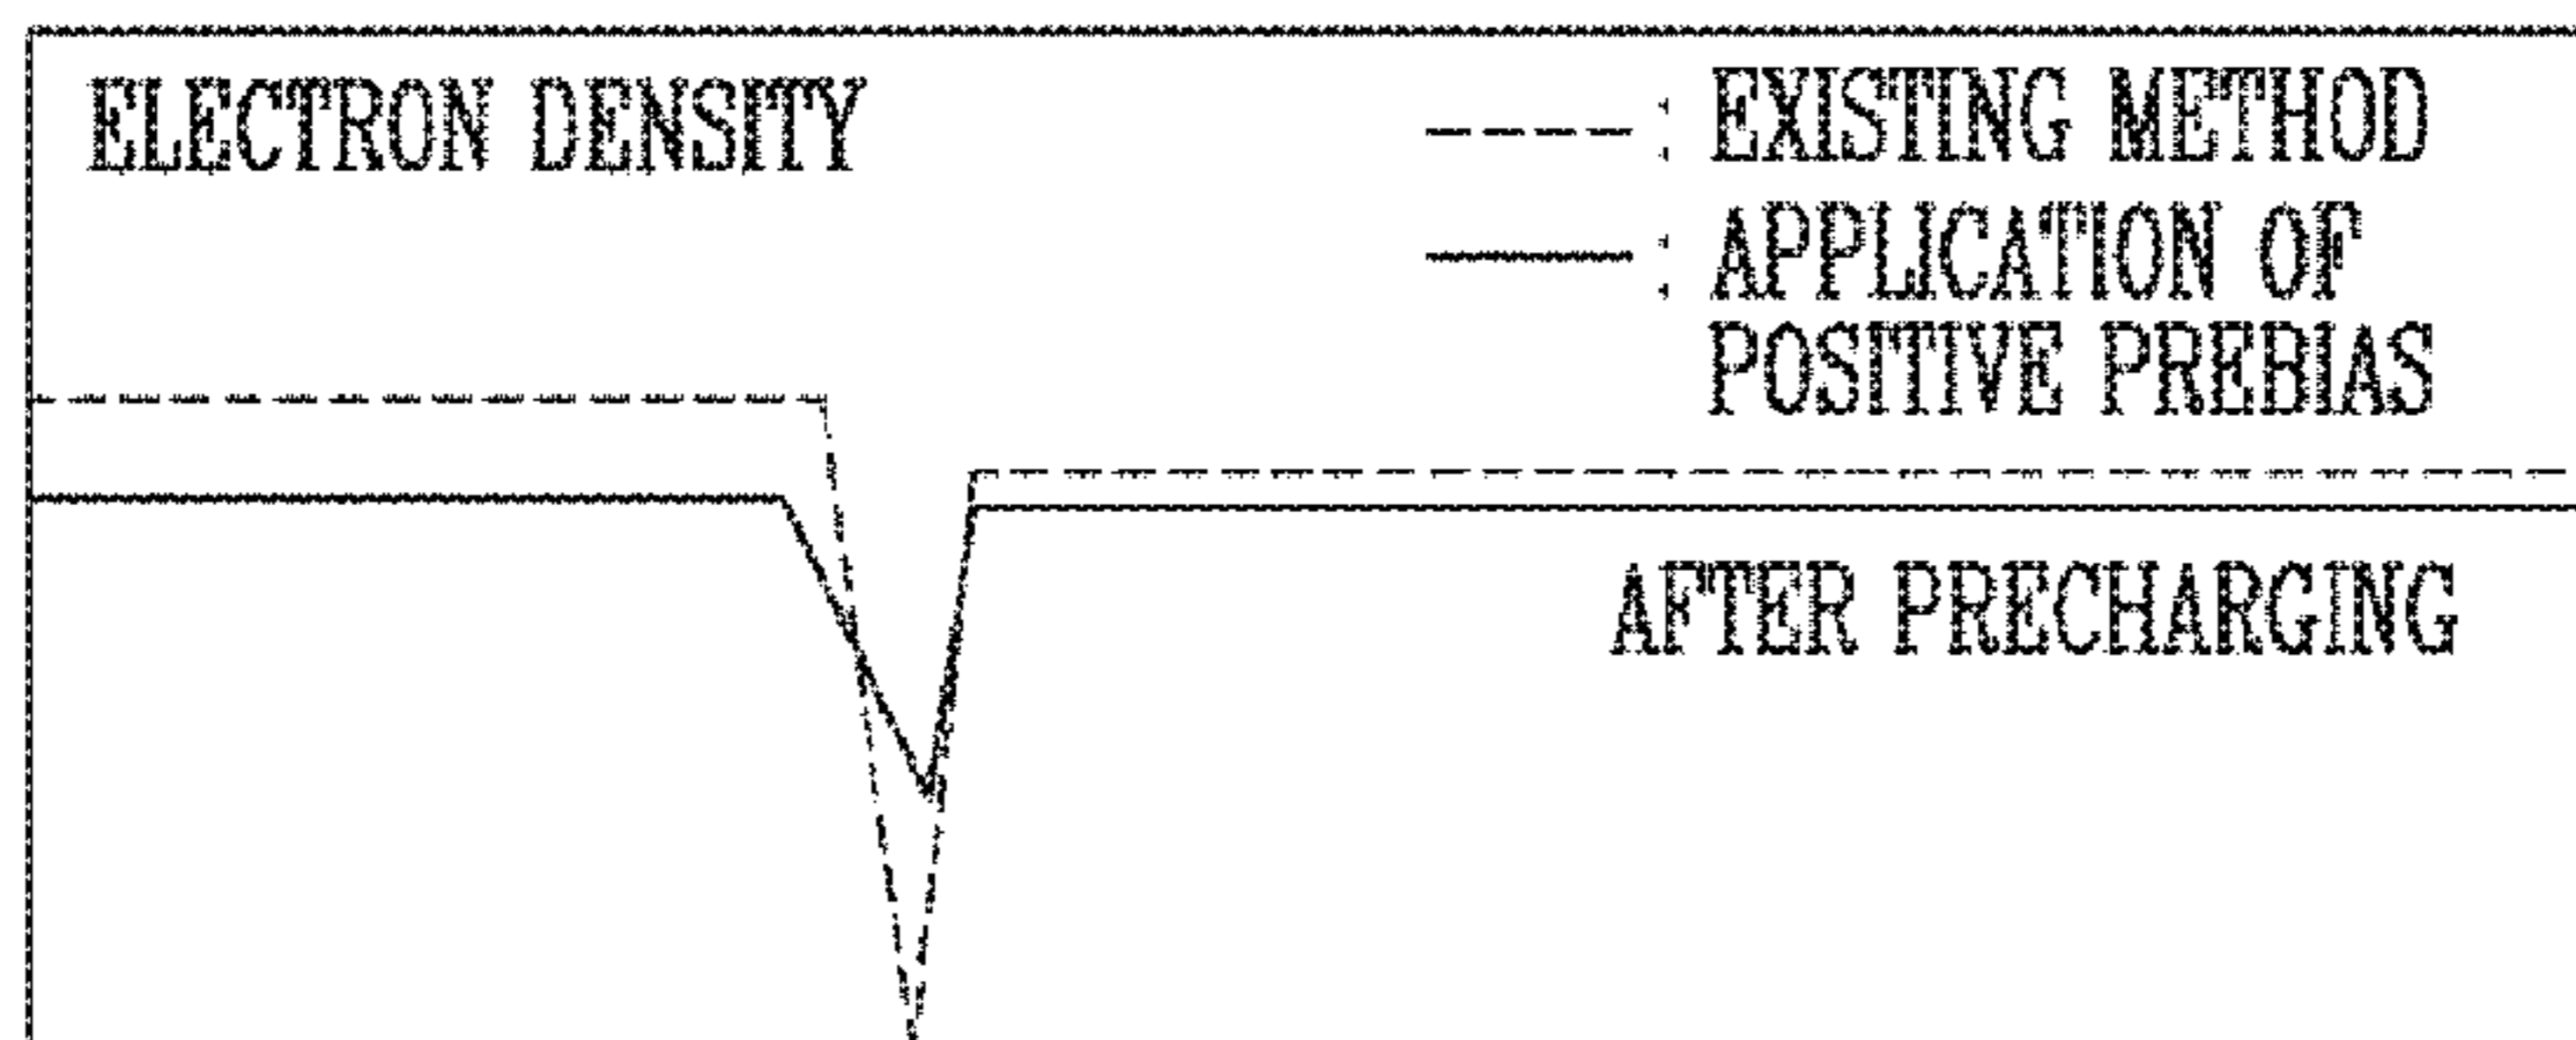 ELECTRON DENSITY
: EXISTING METHOD
: APPLICATION OF
POSITIVE PREBIAS
AFTER PRECHARGING